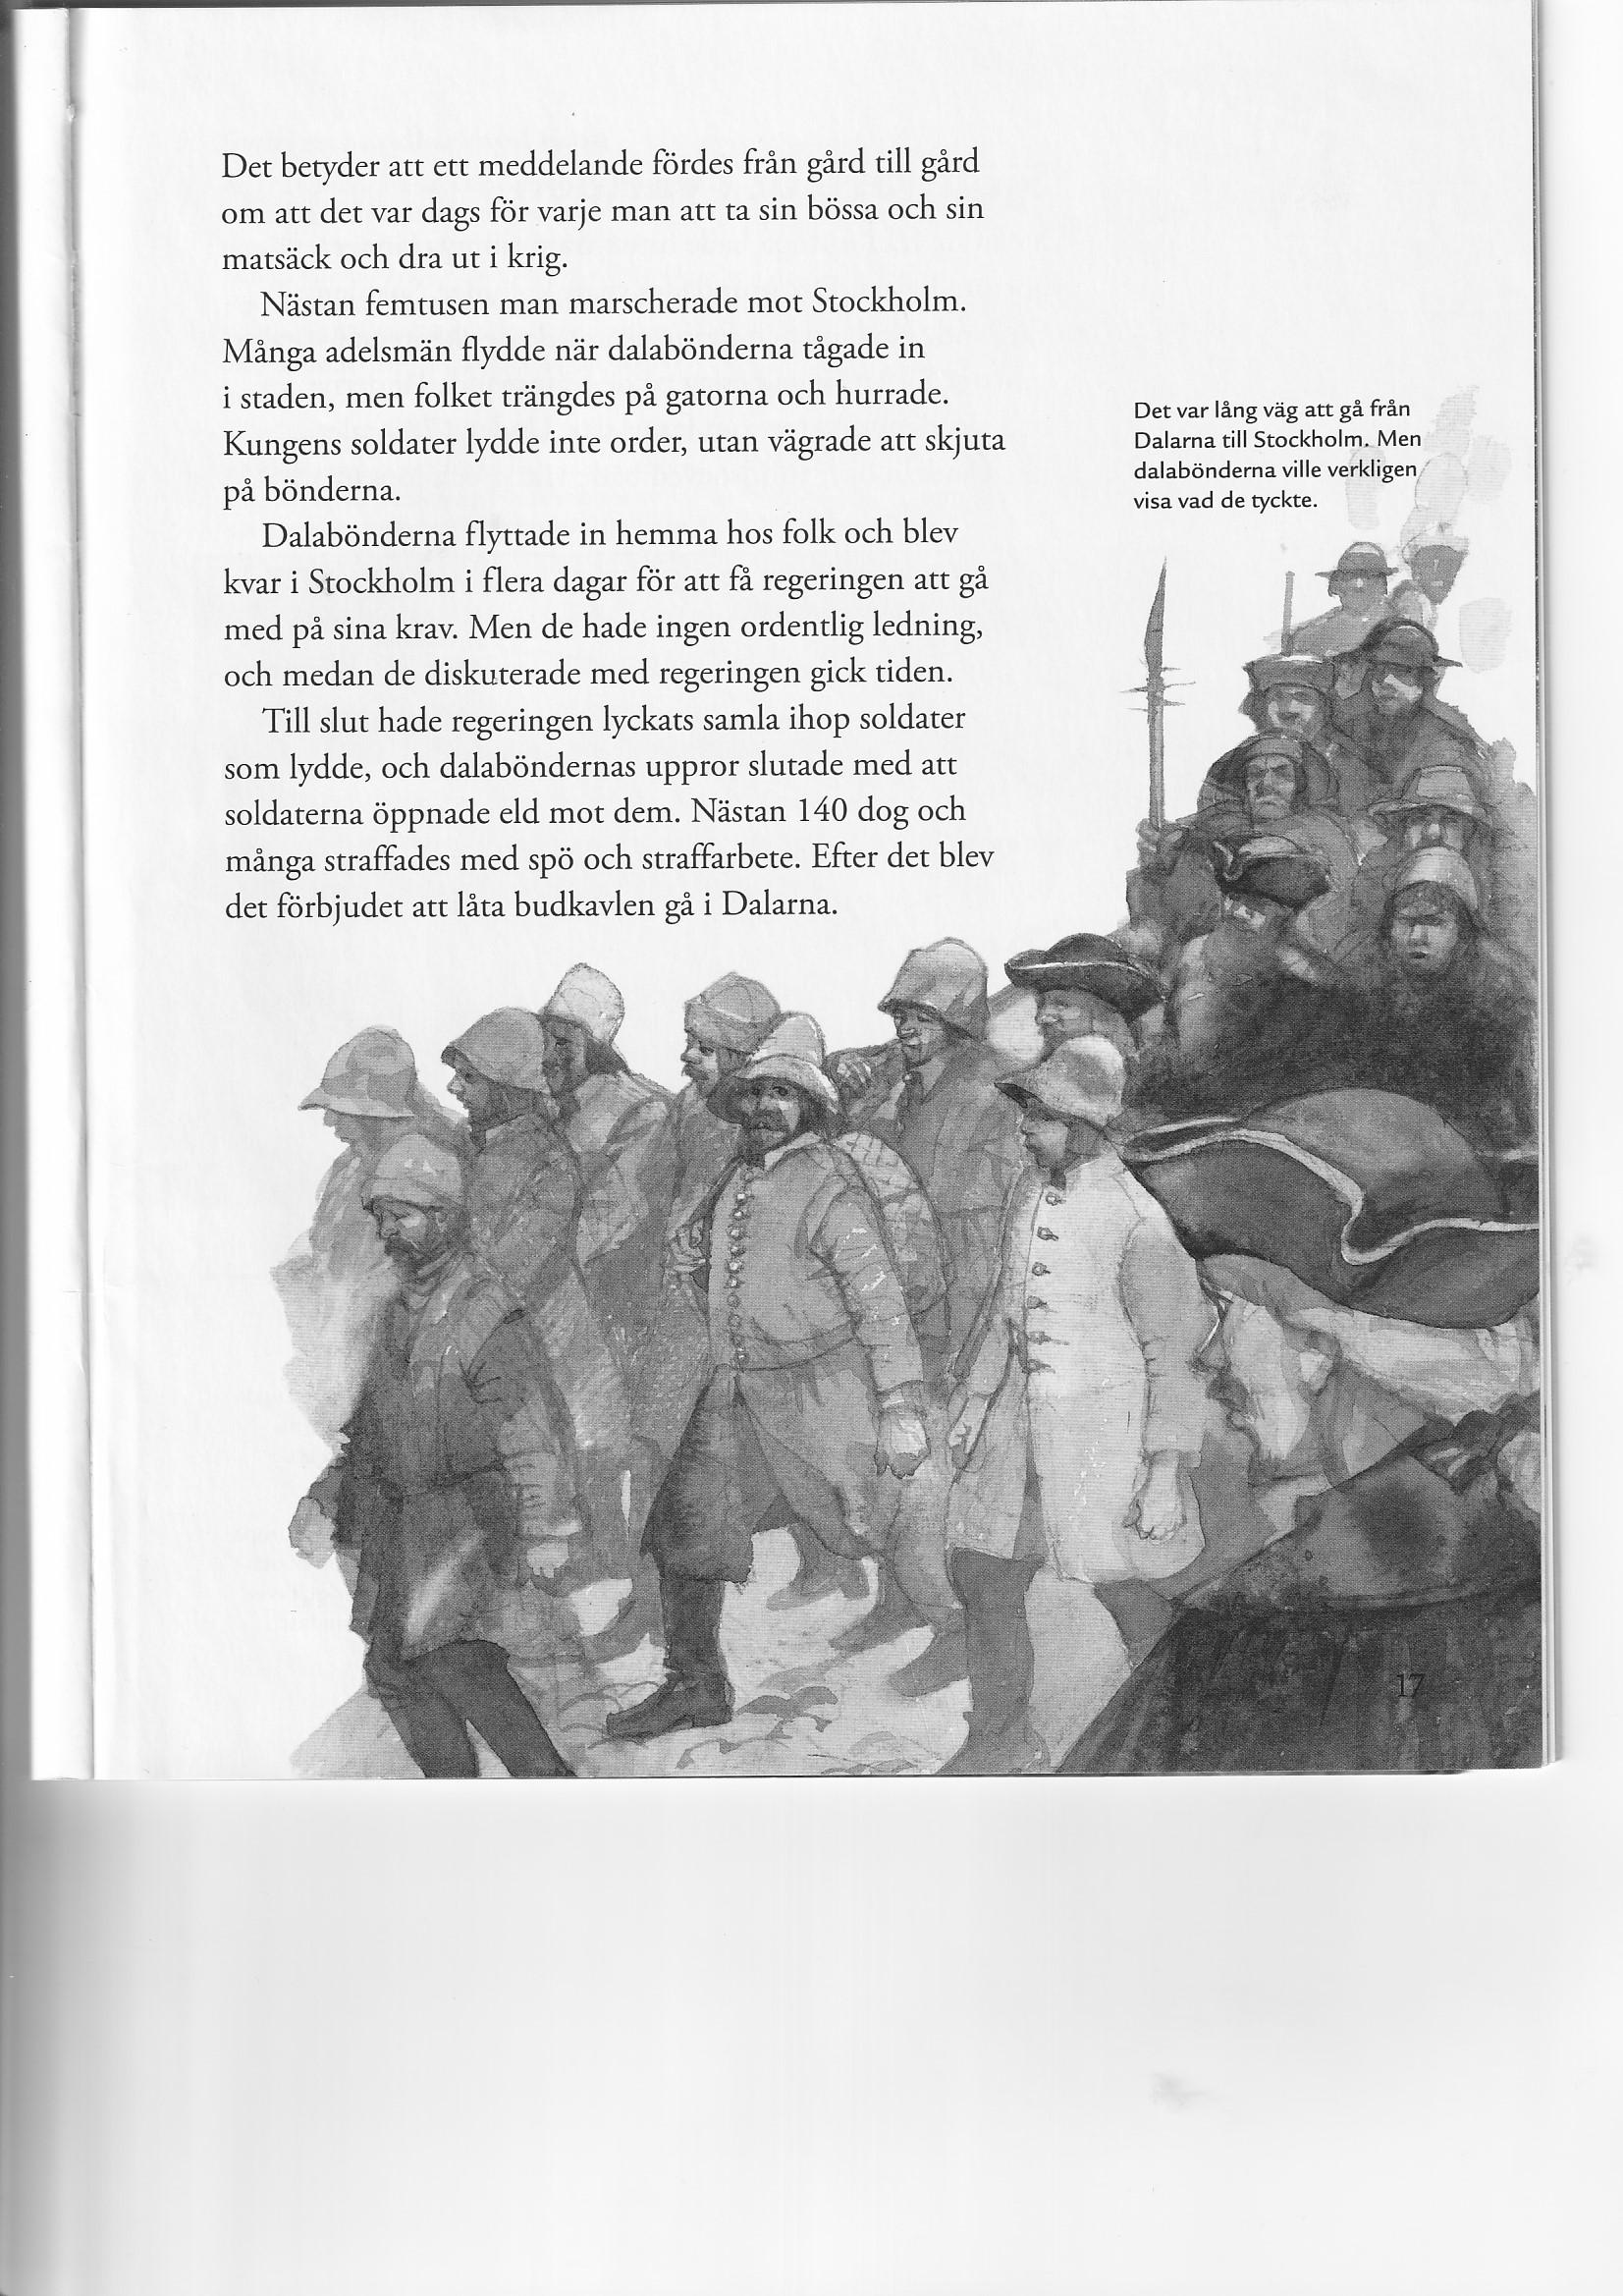 Det betyder att ett meddelande fördes från gård till gård
om att det var dags för varje man att ta sin bössa och sin
matsäck och dra ut i krig.
Nästan femtusen man marscherade mot Stockholm.
Många adelsmän flydde när dalabönderna tågade in
i staden, men folket trängdes på gatorna och hurrade.
Kungens soldater lydde inte order, utan vägrade att skjuta
på bönderna.
Dalabönderna flyttade in hemma hos folk och blev
kvar i Stockholm i flera dagar för att få regeringen att gå
med på sina krav. Men de hade ingen ordentlig ledning,
och medan de diskuterade med regeringen gick tiden.
Till slut hade regeringen lyckats samla ihop soldater
som lydde, och dalaböndernas uppror slutade med att
soldaterna öppnade eld mot dem. Nästan 140 dog och
många straffades med spö och straffarbete. Efter det blev
det förbjudet att låta budkavlen gå i Dalarna.
Det var lång väg att gå från
Dalarna till Stockholm. Men
dalabönderna ville verkligen
visa vad de tyckte.
17